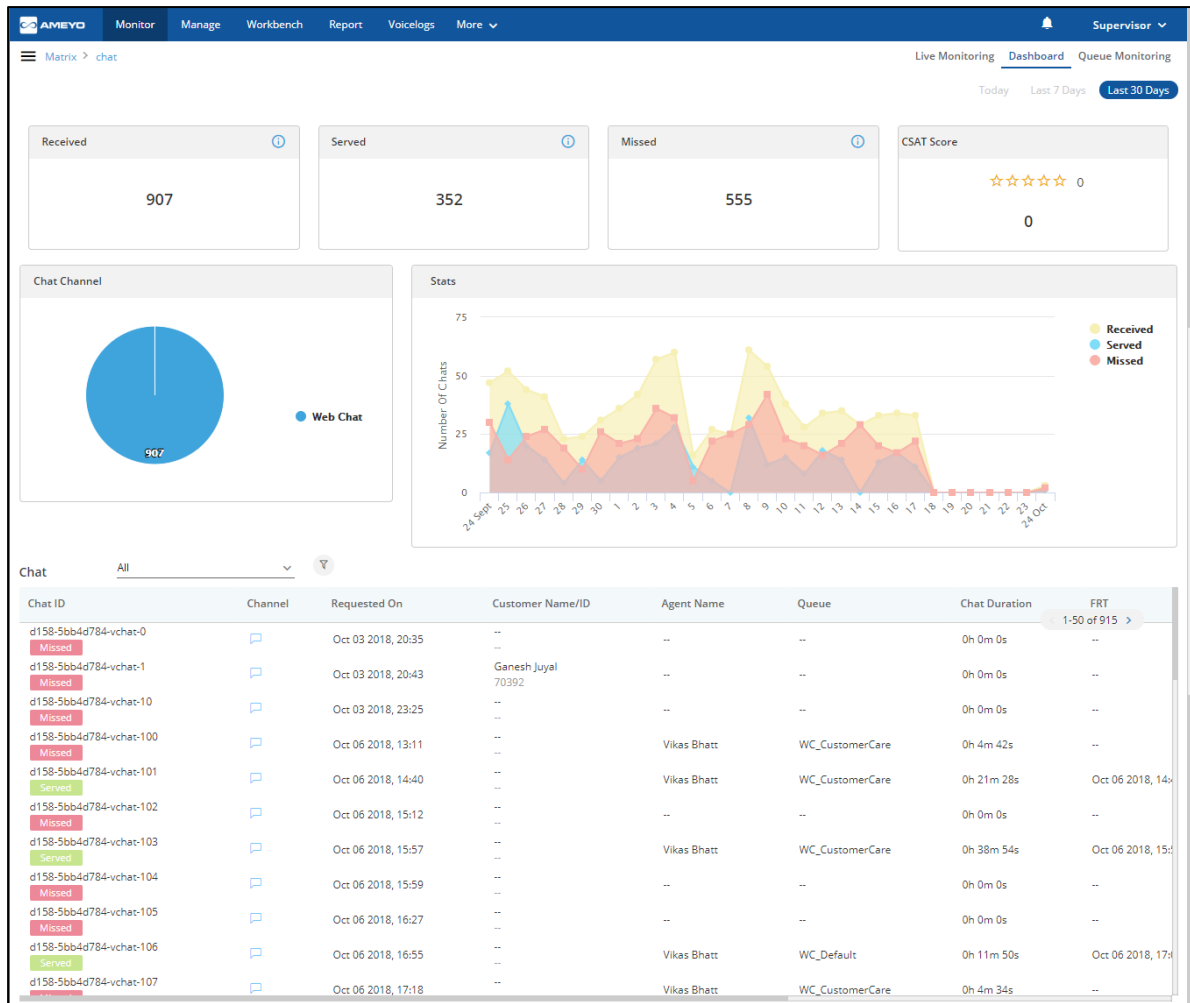 AMEYO Monitor Manage Workbench Report Voicelogs More Supervisor
Matrix > chat Live Monitoring Dashboard Queue Monitoring
Today Last 7 Days Last 30 Days
Received Served Missed CSAT Score
0
907 352 555 0
Chat Channel Stats
75
50
25
0
Number Of Chats
Received
Served
Missed
Web Chat
907
24 Sept 25 26 27 28 29 30 1 2 3 4 5 6 7 8 9 10 11 12 13 14 15 16 17 18 19 20 21 22 23 24 Oct
Chat All
Chat ID Channel Requested On Customer Name/ID Agent Name Queue Chat Duration FRT
1-50 of 915 >
d158-5bb4d784-vchat-0 --
Missed Oct 03 2018, 20:35 -- -- -- 0h 0m 0s --
d158-5bb4d784-vchat-1 Ganesh Juyal
Missed Oct 03 2018, 20:43 70392 -- -- 0h 0m 0s --
d158-5bb4d784-vchat-10 --
Missed Oct 03 2018, 23:25 -- -- -- 0h 0m 0s --
d158-5bb4d784-vchat-100 --
Missed Oct 06 2018, 13:11 -- Vikas Bhatt WC_CustomerCare 0h 4m 42s --
d158-5bb4d784-vchat-101 --
Served Oct 06 2018, 14:40 -- Vikas Bhatt WC_CustomerCare 0h 21m 28s Oct 06 2018, 14:
d158-5bb4d784-vchat-102 --
Missed Oct 06 2018, 15:12 -- -- -- 0h 0m 0s --
d158-5bb4d784-vchat-103 --
Served Oct 06 2018, 15:57 -- Vikas Bhatt WC_CustomerCare 0h 38m 54s Oct 06 2018, 15:
d158-5bb4d784-vchat-104 --
Missed Oct 06 2018, 15:59 -- -- -- 0h 0m 0s --
d158-5bb4d784-vchat-105 --
Missed Oct 06 2018, 16:27 -- -- -- 0h 0m 0s --
d158-5bb4d784-vchat-106 --
Served Oct 06 2018, 16:55 -- Vikas Bhatt WC_Default 0h 11m 50s Oct 06 2018, 17:
d158-5bb4d784-vchat-107 --
Oct 06 2018, 17:18 Vikas Bhatt WC_CustomerCare 0h 4m 34s --